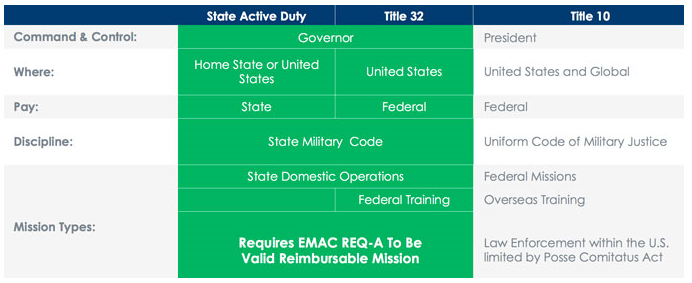 State Active Duty Title 32 Title 10
Command & Control: Governor President
Where: Home State or United States United States United States and Global
Pay: State Federal Federal
Discipline: State Military Code Uniform Code of Military Justice
State Domestic Operations Federal Missions
Federal Training Overseas Training
Mission Types: Requires EMAC REQ-A To Be Valid Reimbursable Mission Law Enforcement within the U.S. limited by Posse Comitatus Act